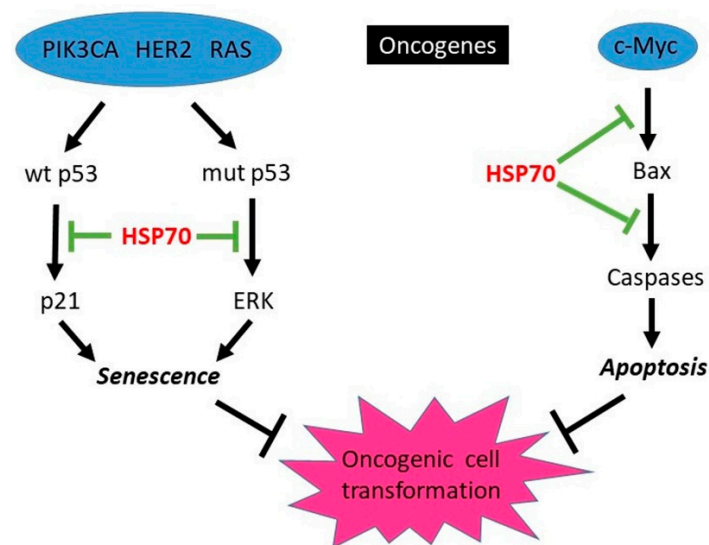 PIK3CA HER2 RAS
Oncogenes
c-Myc
wt p53
mut p53
HSP70
Bax
HSP70
p21
ERK
Caspases
Senescence
Apoptosis
Oncogenic cell
transformation